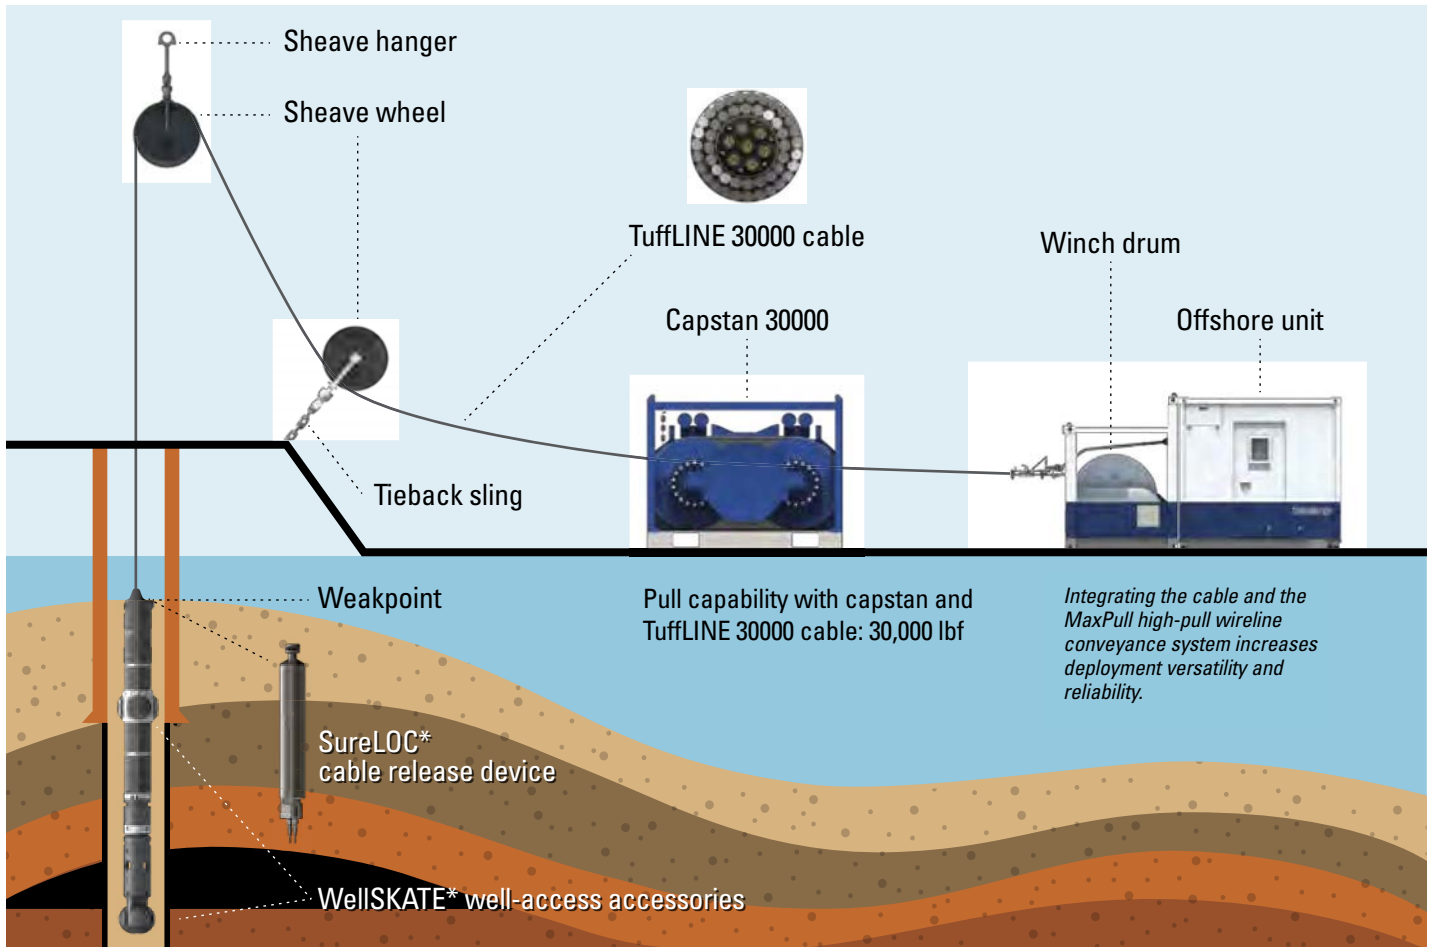 Sheave hanger
Sheave wheel
TuffLINE 30000 cable
Winch drum
Capstan 30000
Offshore unit
Tieback sling
Weakpoint
Pull capability with capstan and
TuffLINE 30000 cable: 30,000 lbf
Integrating the cable and the
MaxPull high-pull wireline
conveyance system increases
deployment versatility and
reliability.
SureLOC*
cable release device
WellSKATE* well-access accessories